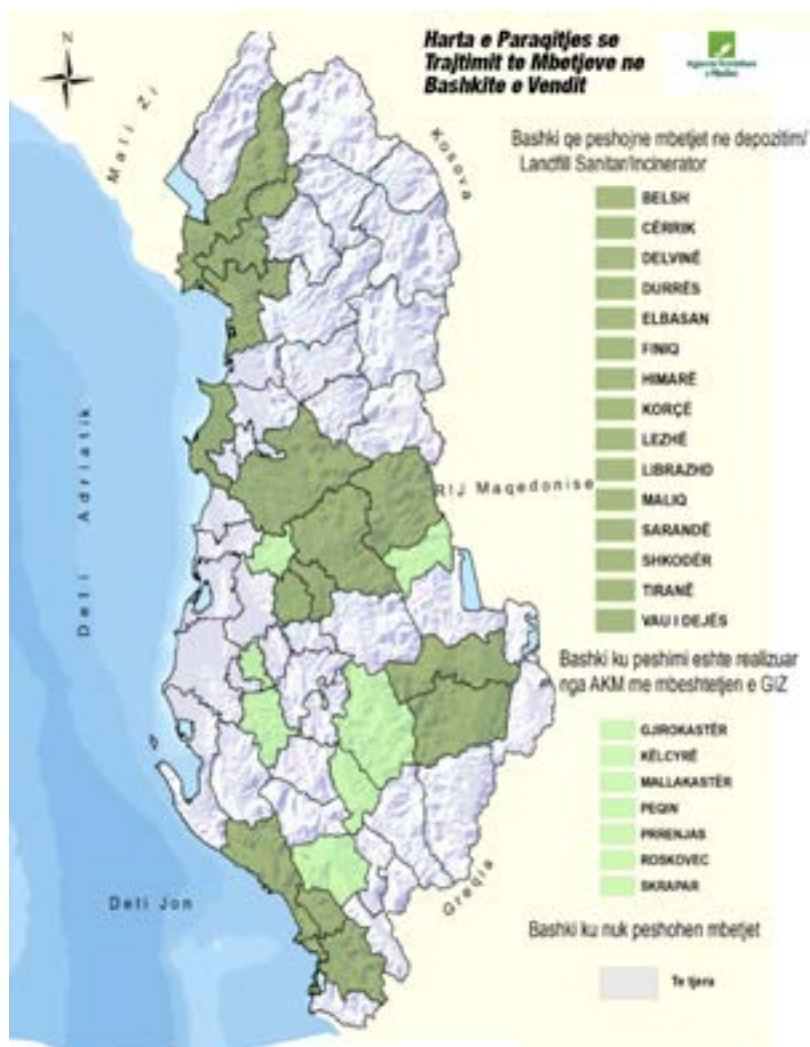 Harta e Paraqitjes se
Trajtimit te Mbetjeve ne
Bashkite e Vendit
N
Mali Zi
Kosova
Bashki qe peshojne mbetjet ne depozitim/
Landfill Sanitar/Incinerator
BELSH
CËRRIK
DELVINË
DURRËS
ELBASAN
FINIQ
HIMARË
KORÇË
LEZHË
LIBRAZHD
MALIQ
SARANDË
SHKODËR
TIRANË
VAU I DEJËS
Deti Adriatik
RIJ Maqedonise
Bashki ku peshimi eshte realizuar
nga AKM me mbeshtetjen e GIZ
GJIROKASTËR
KËLCYRË
MALLAKASTËR
PEQIN
PRRENJAS
ROSKOVEC
SKRAPAR
Deti Jon
Greqia
Bashki ku nuk peshohen mbetjet
Te tjera